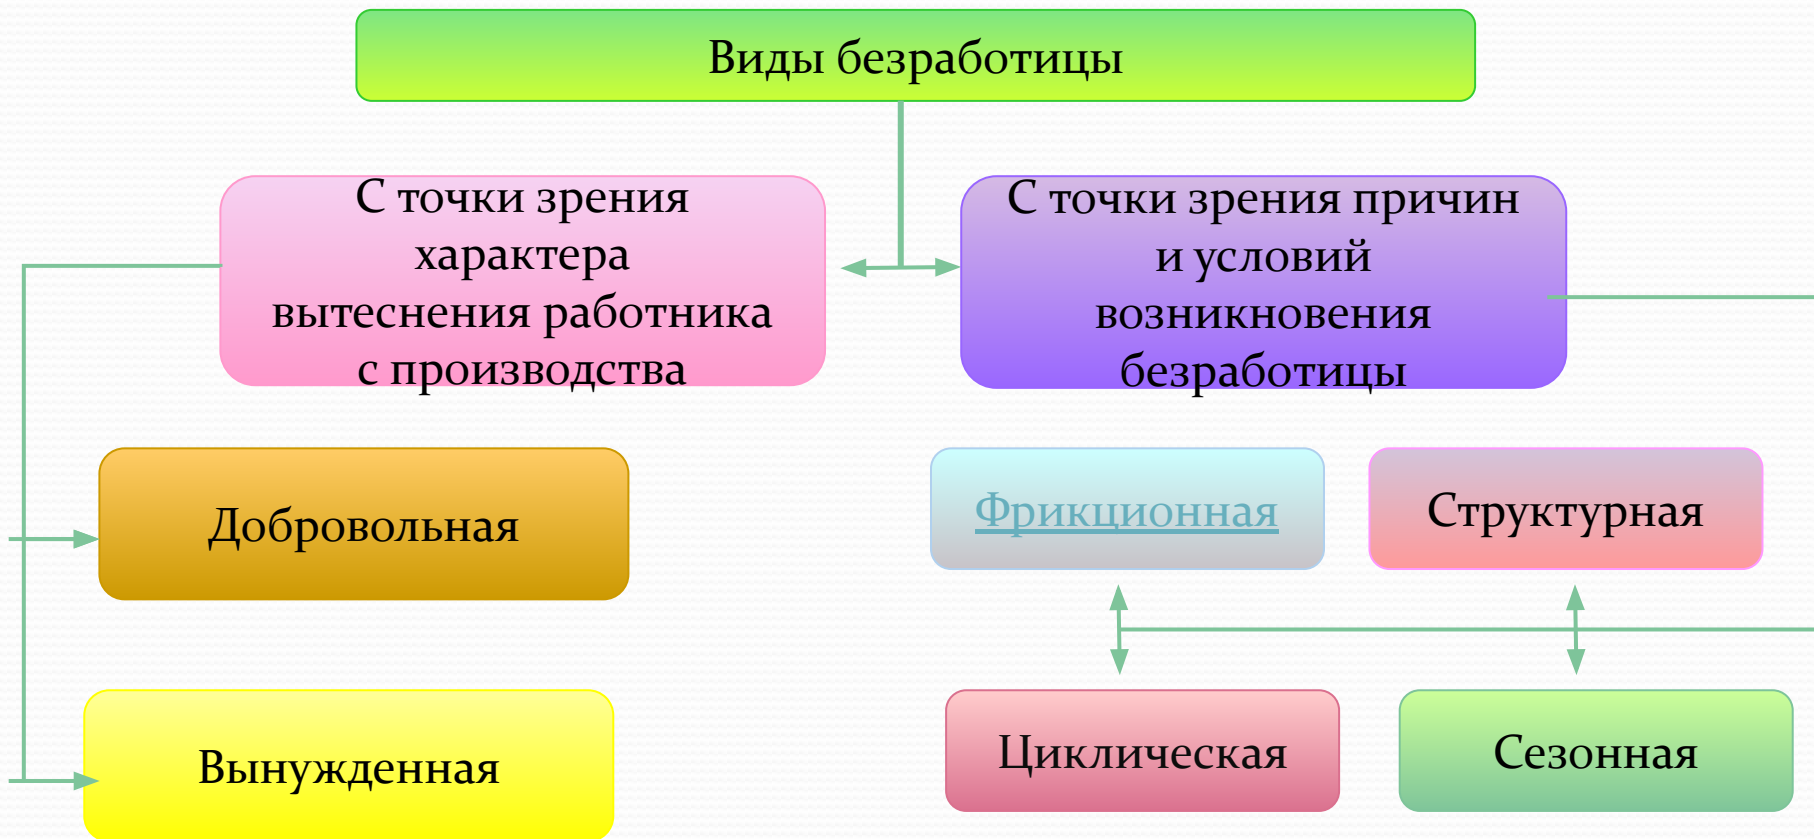 Виды безработицы
С точки зрения
характера
вытеснения работника
с производства
С точки зрения причин
и условий
возникновения
безработицы
Добровольная
Вынужденная
Фрикционная
Структурная
Циклическая
Сезонная